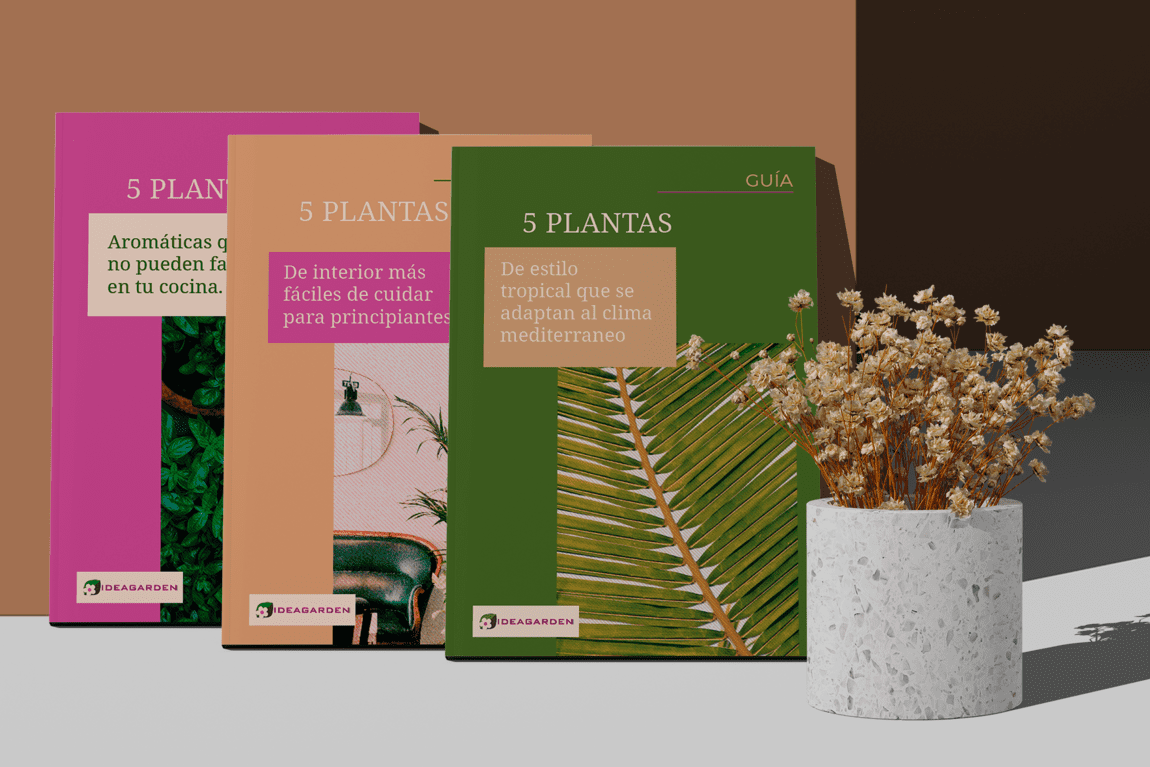 5 PLANT
Aromáticas q
no pueden fa
en tu cocina.
IDEAGARDEN
5 PLANTAS
De interior más
fáciles de cuidar
para principiantes
IDEAGARDEN
GUÍA
5 PLANTAS
De estilo
tropical que se
adaptan al clima
mediterraneo
IDEAGARDEN